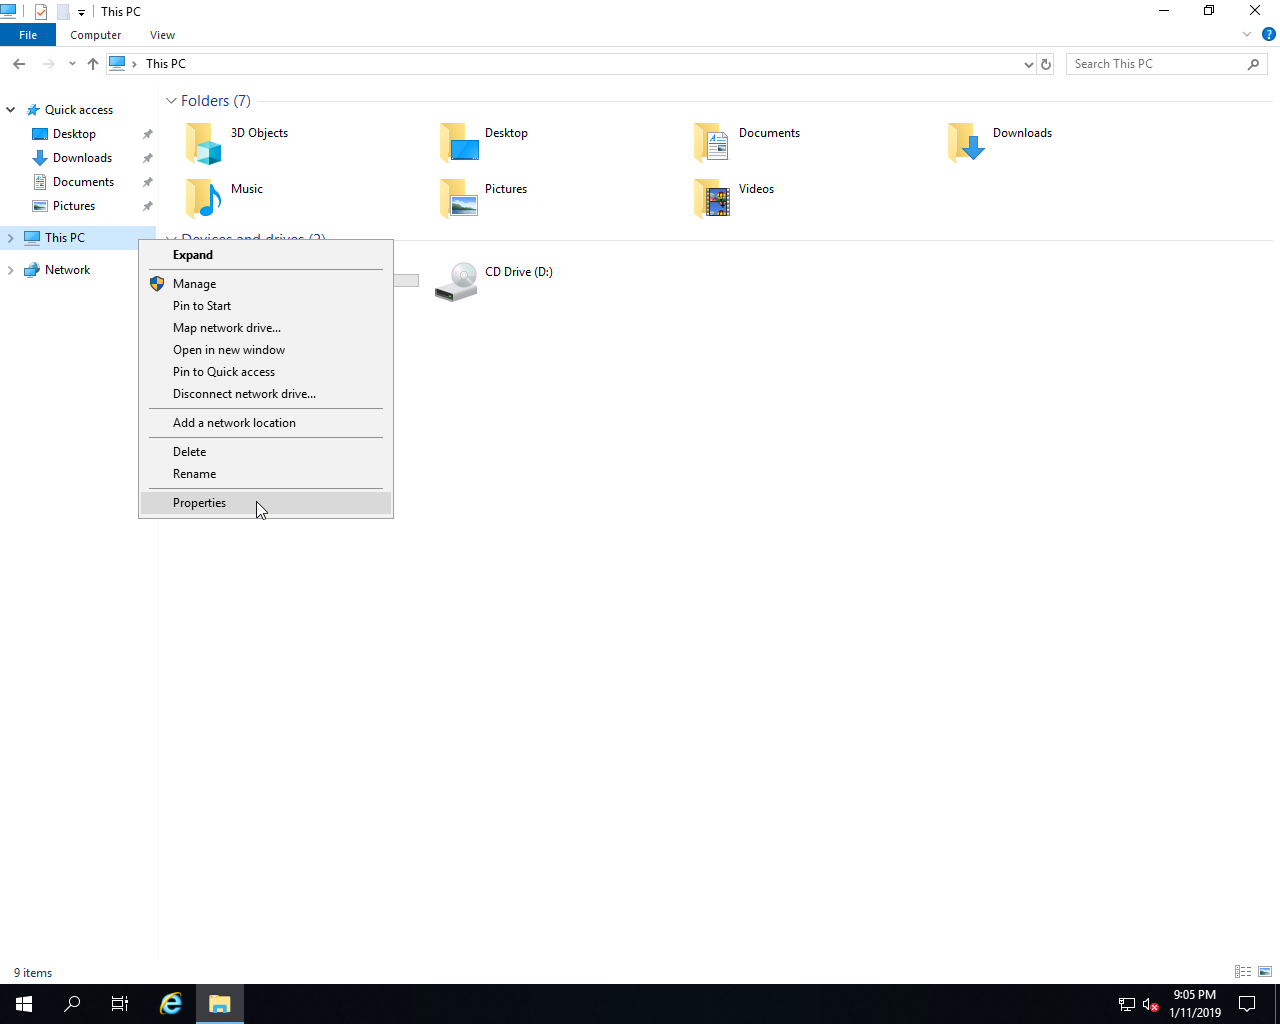 This PC
File
Computer
View
This PC
Search This PC
Quick access
Desktop
Downloads
Documents
Pictures
This PC
Network
Folders (7)
3D Objects
Desktop
Documents
Downloads
Music
Pictures
Videos
Devices and drives (2)
CD Drive (D:)
Expand
Manage
Pin to Start
Map network drive...
Open in new window
Pin to Quick access
Disconnect network drive...
Add a network location
Delete
Rename
Properties
9 items
9:05 PM
1/11/2019